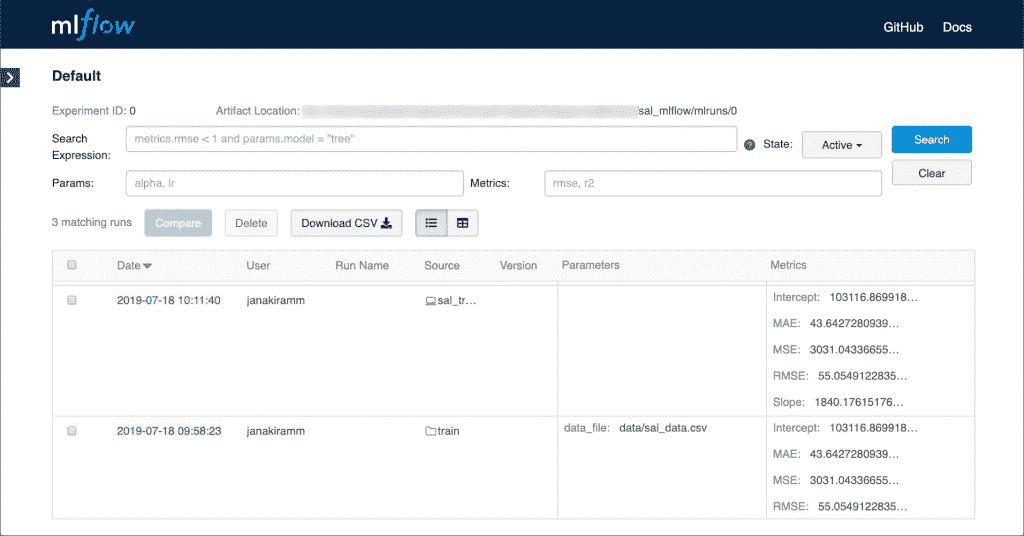 mlflow
GitHub Docs
Default
Experiment ID: 0 Artifact Location: /sal_mlflow/mlruns/0
Search Expression: metrics.rmse < 1 and params.model = "tree" State: Active Search
Params: alpha, lr Metrics: rmse, r2 Clear
3 matching runs Compare Delete Download CSV
Date User Run Name Source Version Parameters Metrics
2019-07-18 10:11:40 janakiramm sal_tr... Intercept: 103116.869918...
MAE: 43.6427280939...
MSE: 3031.04336655...
RMSE: 55.0549122835...
Slope: 1840.17615176...
2019-07-18 09:58:23 janakiramm train data_file: data/sal_data.csv Intercept: 103116.869918...
MAE: 43.6427280939...
MSE: 3031.04336655...
RMSE: 55.0549122835...